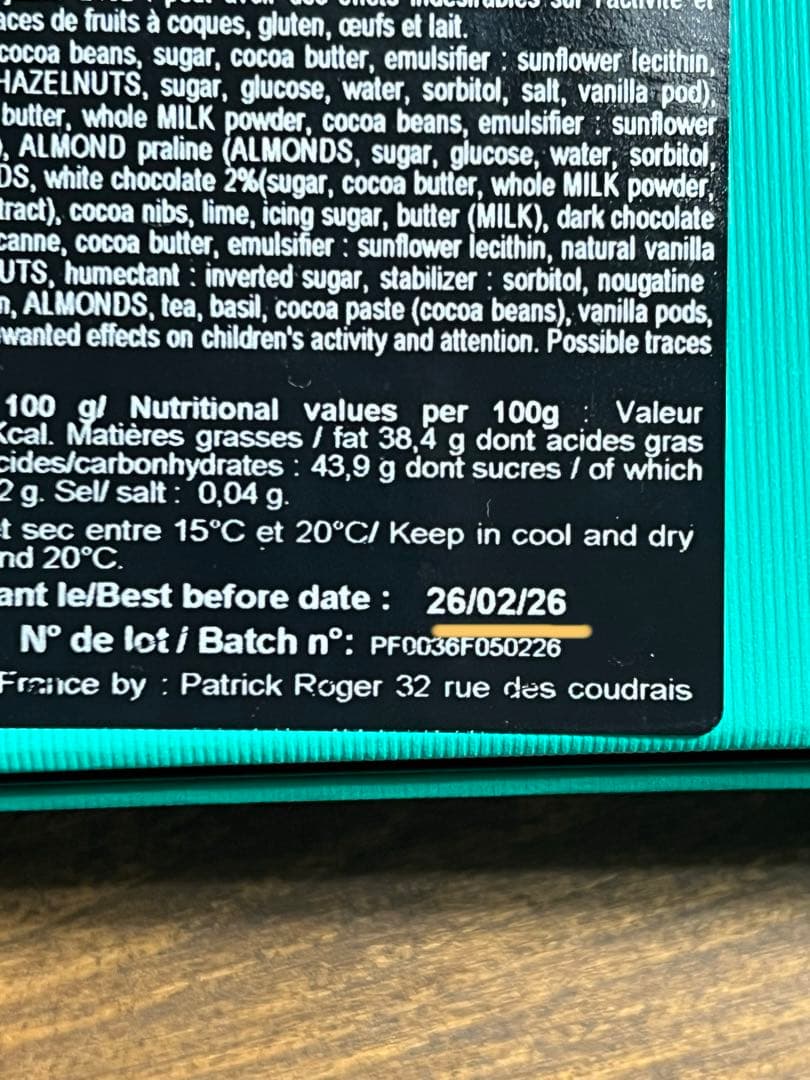 aces de fruits à coques, gluten, œufs et lait.
cocoa beans, sugar, cocoa butter, emulsifier : sunflower lecithin,
HAZELNUTS, sugar, glucose, water, sorbitol, salt, vanilla pod),
butter, whole MILK powder, cocoa beans, emulsifier : sunflower
), ALMOND praline (ALMONDS, sugar, glucose, water, sorbitol,
DS, white chocolate 2%(sugar, cocoa butter, whole MILK powder,
tract), cocoa nibs, lime, icing sugar, butter (MILK), dark chocolate
canne, cocoa butter, emulsifier : sunflower lecithin, natural vanilla
UTS, humectant : inverted sugar, stabilizer : sorbitol, nougatine
n, ALMONDS, tea, basil, cocoa paste (cocoa beans), vanilla pods,
wanted effects on children's activity and attention. Possible traces
100 g/ Nutritional values per 100g : Valeur
Kcal. Matières grasses / fat 38,4 g dont acides gras
cides/carbonhydrates : 43,9 g dont sucres / of which
2 g. Sel/ salt : 0,04 g.
t sec entre 15°C et 20°C/ Keep in cool and dry
nd 20°C.
ant le/Best before date : 26/02/26
N° de lot / Batch n°: PF0036F050226
France by : Patrick Roger 32 rue des coudrais